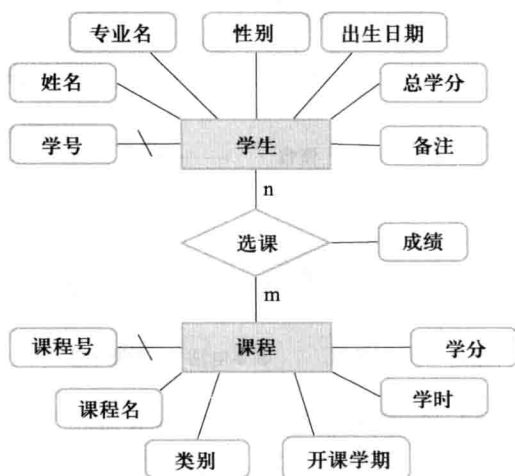 专业名
性别
出生日期
姓名
总学分
学号
学生
备注
n
选课
成绩
m
课程号
课程
学分
课程名
学时
类别
开课学期